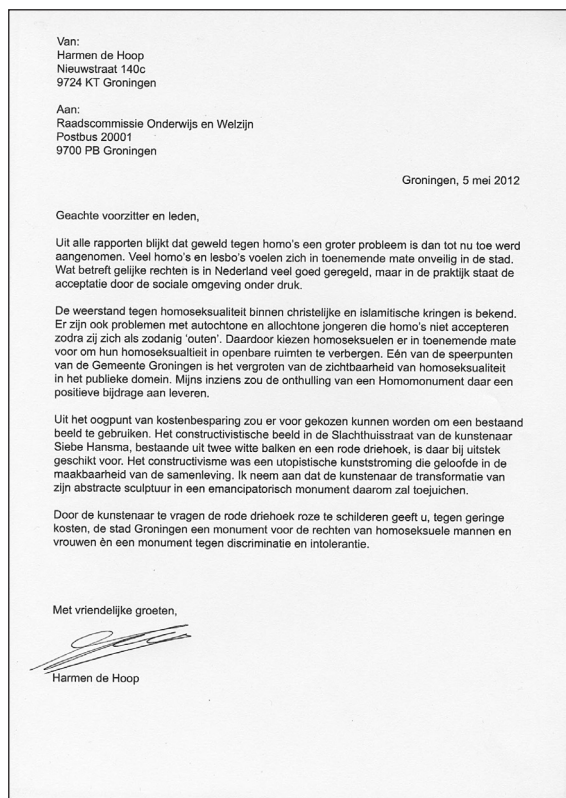 Van:
Harmen de Hoop
Nieuwstraat 140c
9724 KT Groningen
Aan:
Raadscommissie Onderwijs en Welzijn
Postbus 20001
9700 PB Groningen
Groningen, 5 mei 2012
Geachte voorzitter en leden,
Uit alle rapporten blijkt dat geweld tegen homo's een groter probleem is dan tot nu toe werd
aangenomen. Veel homo's en lesbo's voelen zich in toenemende mate onveilig in de stad.
Wat betreft gelijke rechten is in Nederland veel goed geregeld, maar in de praktijk staat de
acceptatie door de sociale omgeving onder druk.
De weerstand tegen homoseksualiteit binnen christelijke en islamitische kringen is bekend.
Er zijn ook problemen met autochtone en allochtone jongeren die homo's niet accepteren
zodra zij zich als zodanig 'outen'. Daardoor kiezen homoseksuelen er in toenemende mate
voor om hun homoseksualtieit in openbare ruimten te verbergen. Eén van de speerpunten
van de Gemeente Groningen is het vergroten van de zichtbaarheid van homoseksualiteit
in het publieke domein. Mijns inziens zou de onthulling van een Homomonument daar een
positieve bijdrage aan leveren.
Uit het oogpunt van kostenbesparing zou er voor gekozen kunnen worden om een bestaand
beeld te gebruiken. Het constructivistische beeld in de Slachthuisstraat van de kunstenaar
Siebe Hansma, bestaande uit twee witte balken en een rode driehoek, is daar bij uitstek
geschikt voor. Het constructivisme was een utopistische kunststroming die geloofde in de
maakbaarheid van de samenleving. Ik neem aan dat de kunstenaar de transformatie van
zijn abstracte sculptuur in een emancipatorisch monument daarom zal toejuichen.
Door de kunstenaar te vragen de rode driehoek roze te schilderen geeft u, tegen geringe
kosten, de stad Groningen een monument voor de rechten van homoseksuele mannen en
vrouwen èn een monument tegen discriminatie en intolerantie.
Met vriendelijke groeten,
Harmen de Hoop